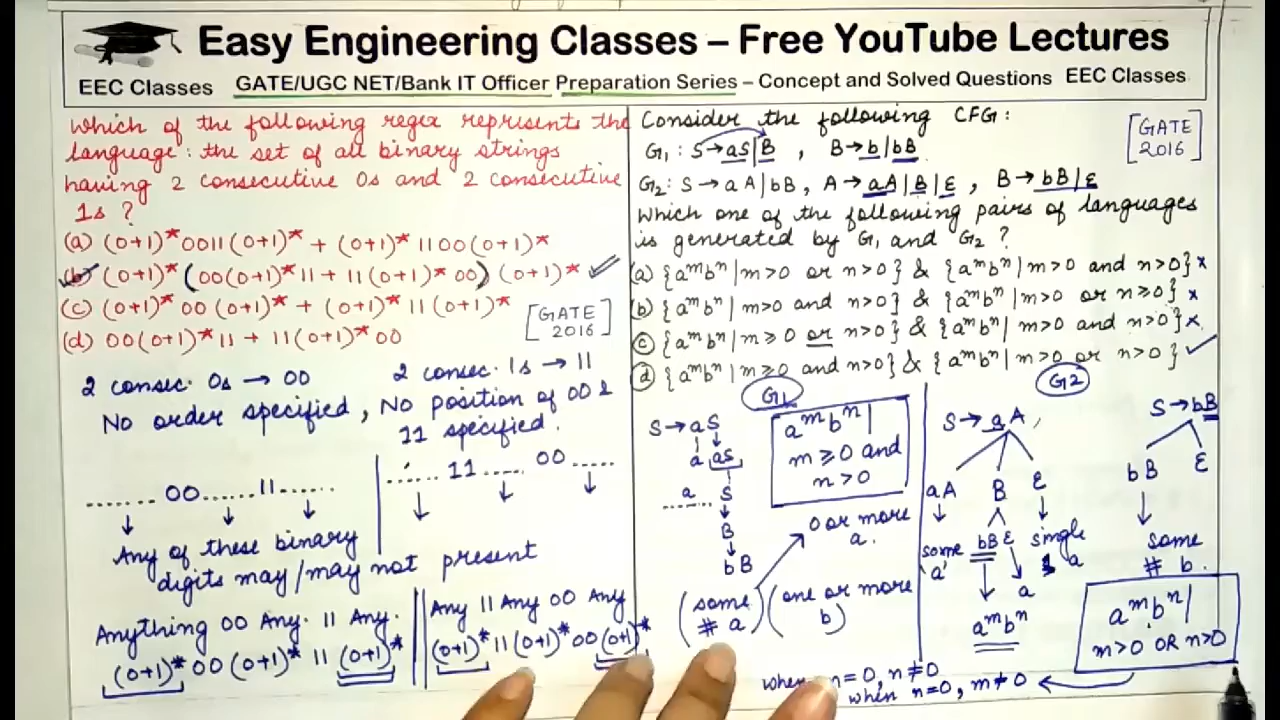 Easy Engineering Classes – Free YouTube Lectures
EEC Classes GATE/UGC NET/Bank IT Officer Preparation Series – Concept and Solved Questions EEC Classes
Which of the following regex represents the
language: the set of all binary strings
having 2 consecutive 0s and 2 consecutive
1s ?
(a) (0+1)*0011(0+1)* + (0+1)* 1100(0+1)*
(b) (0+1)* (00(0+1)*11 + 11(0+1)*00) (0+1)*
(c) (0+1)* 00 (0+1)* + (0+1)* 11 (0+1)*
(d) 00(0+1)*11 + 11(0+1)*00
[GATE 2016]
2 consec. 0s → 00
2 consec. 1s → 11
No order specified, No position of 00 &
11 specified.
...... 00 ...... 11 ......
...... 11 ...... 00 ......
Any of these binary
digits may/may not present
Anything 00 Any. 11 Any.
(0+1)* 00 (0+1)* 11 (0+1)*
Any 11 Any 00 Any
(0+1)* 11 (0+1)* 00 (0+1)*
Consider the following CFG:
[GATE 2016]
G1: S→aS|B , B→b|bB
G2: S→aA|bB, A→aA|B|ε , B→bB|ε
Which one of the following pairs of languages
is generated by G1 and G2 ?
(a) {a^m b^n | m>0 or n>0} & {a^m b^n | m>0 and n>0} ×
(b) {a^m b^n | m>0 and n>0} & {a^m b^n | m>0 or n≥0} ×
(c) {a^m b^n | m≥0 or n>0} & {a^m b^n | m>0 and n>0} ×
(d) {a^m b^n | m≥0 and n>0} & {a^m b^n | m>0 or n>0} ✓
G1
S→aS
a aS
a ...... S
B
bB
a^m b^n |
m≥0 and
n>0
0 or more
a.
(some # a) (one or more b)
G2
S→aA,
aA B ε
some 'a'
bB ε
single a
a
a^m b^n
S→bB
bB ε
some
# b.
a^m b^n |
m>0 OR n>0
= 0, n≠0
when n=0, m≠0